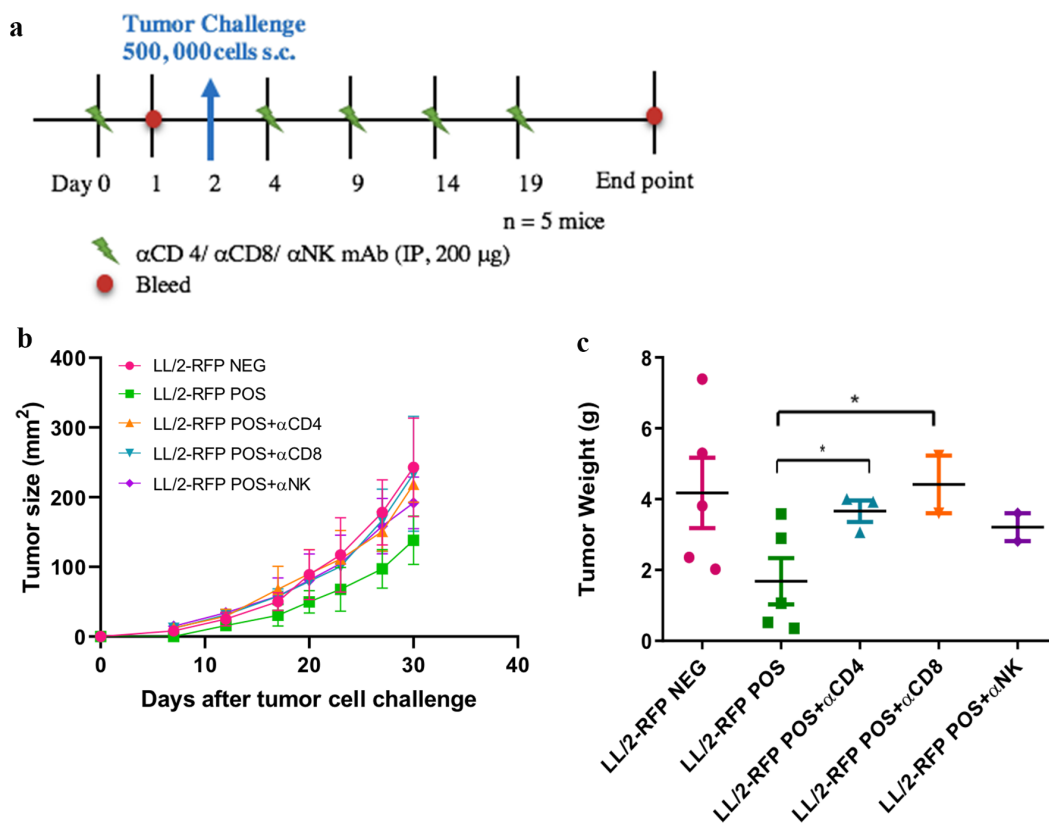 a
Tumor Challenge
500, 000 cells s.c.
Day 0 1 2 4 9 14 19 End point
n = 5 mice
αCD 4/ αCD8/ αNK mAb (IP, 200 μg)
Bleed
b
LL/2-RFP NEG
LL/2-RFP POS
LL/2-RFP POS+αCD4
LL/2-RFP POS+αCD8
LL/2-RFP POS+αNK
400
300
200
100
0
Tumor size (mm²)
0 10 20 30 40
Days after tumor cell challenge
c
8
6
4
2
0
Tumor Weight (g)
*
*
LL/2-RFP NEG
LL/2-RFP POS
LL/2-RFP POS+αCD4
LL/2-RFP POS+αCD8
LL/2-RFP POS+αNK